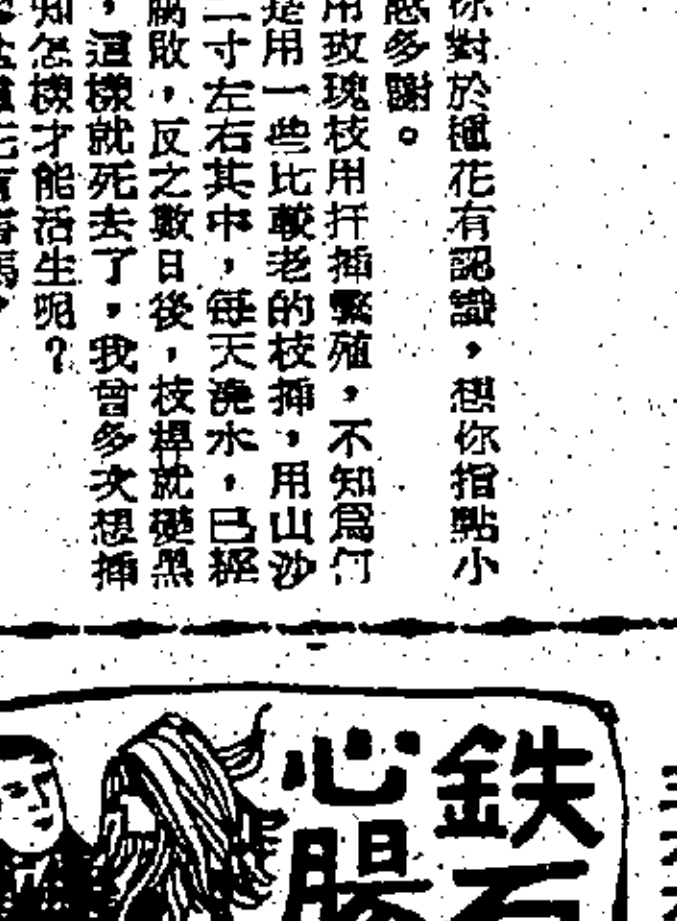 你對於種花有認識，想你指點小
惑多謝。
用玫瑰枝用扦插繁殖，不知爲何
是用一些比較老的枝插，用山沙
二寸左右其中，每天澆水，已經
腐敗，反之數日後，枝桿就變黑
，這樣就死去了，我曾多次想插
知怎樣才能活生呢？
鉄石
心腸